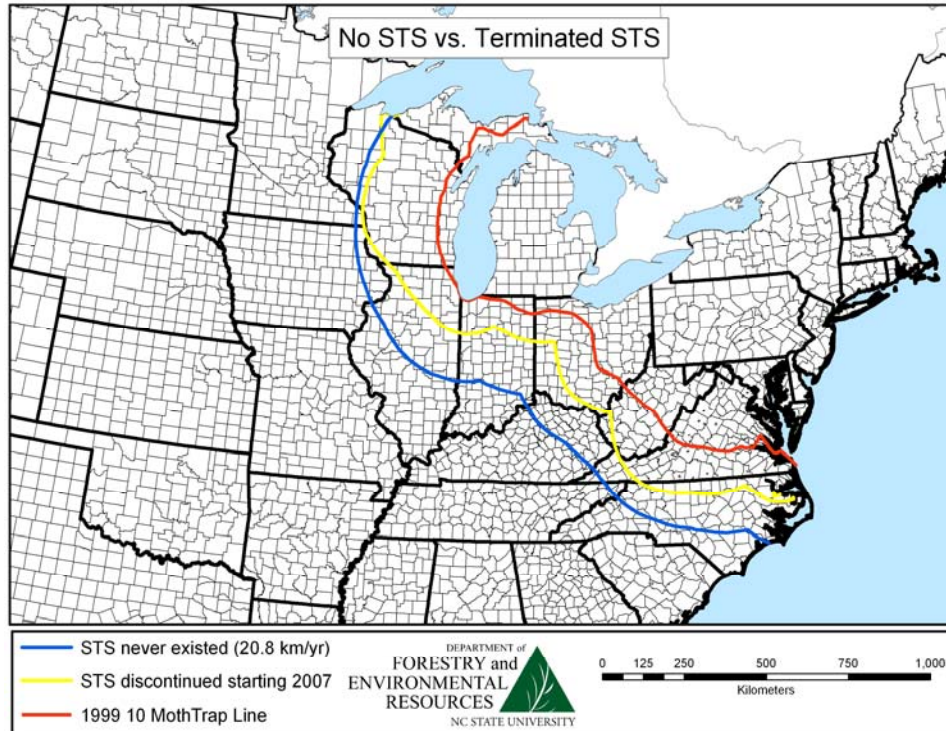 No STS vs. Terminated STS
STS never existed (20.8 km/yr)
STS discontinued starting 2007
1999 10 MothTrap Line
DEPARTMENT of
FORESTRY and
ENVIRONMENTAL
RESOURCES
NC STATE UNIVERSITY
0 125 250 500 750 1,000
Kilometers